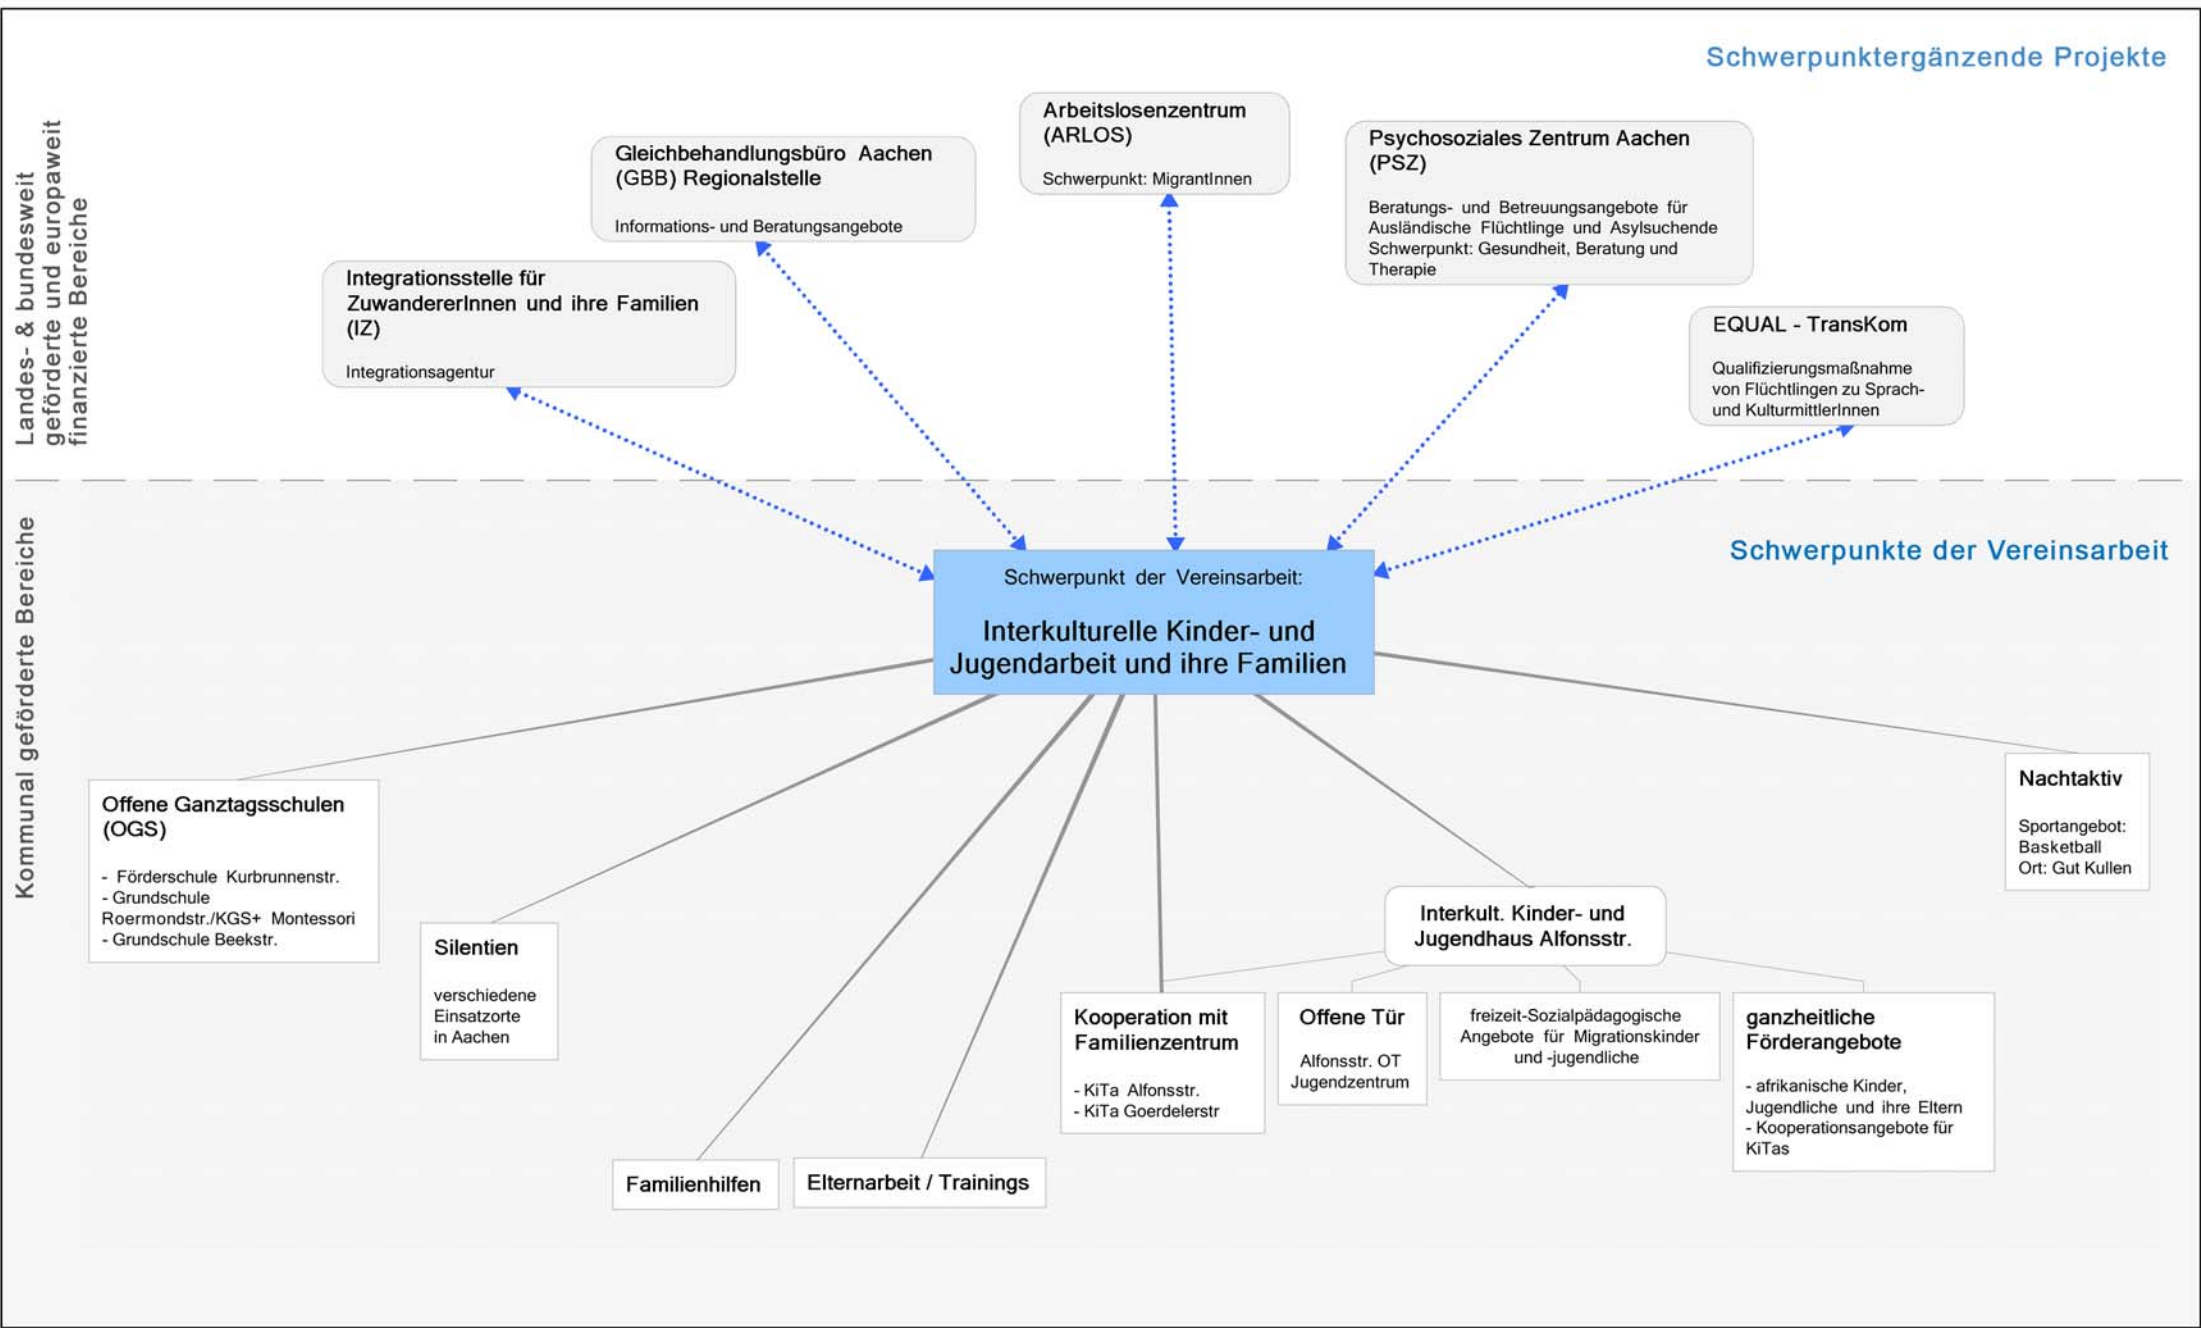 Schwerpunktergänzende Projekte
Landes- & bundesweit
geförderte und europaweit
finanzierte Bereiche
Arbeitslosenzentrum
(ARLOS)
Schwerpunkt: MigrantInnen
Psychosoziales Zentrum Aachen
(PSZ)
Beratungs- und Betreuungsangebote für
Ausländische Flüchtlinge und Asylsuchende
Schwerpunkt: Gesundheit, Beratung und
Therapie
Gleichbehandlungsbüro Aachen
(GBB) Regionalstelle
Informations- und Beratungsangebote
Integrationsstelle für
ZuwandererInnen und ihre Familien
(IZ)
Integrationsagentur
EQUAL - TransKom
Qualifizierungsmaßnahme
von Flüchtlingen zu Sprach-
und KulturmittlerInnen
Kommunal geförderte Bereiche
Schwerpunkte der Vereinsarbeit
Schwerpunkt der Vereinsarbeit:
Interkulturelle Kinder- und
Jugendarbeit und ihre Familien
Offene Ganztagsschulen
(OGS)
- Förderschule Kurbrunnenstr.
- Grundschule
Roermondstr./KGS+ Montessori
- Grundschule Beekstr.
Silentien
verschiedene
Einsatzorte
in Aachen
Familienhilfen
Elternarbeit / Trainings
Kooperation mit
Familienzentrum
- KiTa Alfonsstr.
- KiTa Goerdelerstr
Interkult. Kinder- und
Jugendhaus Alfonsstr.
Offene Tür
Alfonsstr. OT
Jugendzentrum
freizeit-Sozialpädagogische
Angebote für Migrationskinder
und -jugendliche
ganzheitliche
Förderangebote
- afrikanische Kinder,
Jugendliche und ihre Eltern
- Kooperationsangebote für
KiTas
Nachtaktiv
Sportangebot:
Basketball
Ort: Gut Kullen